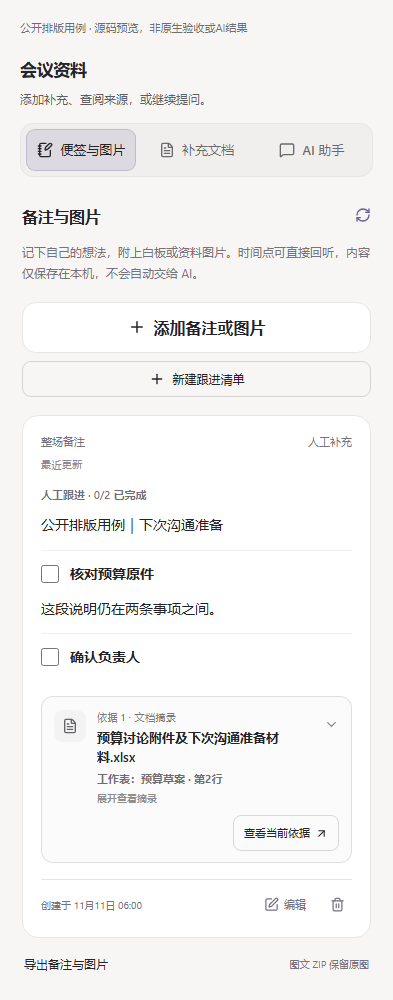 公开排版用例 · 源码预览，非原生验收或AI结果
会议资料
添加补充、查阅来源，或继续提问。
便签与图片
补充文档
AI 助手
备注与图片
记下自己的想法，附上白板或资料图片。时间点可直接回听，内容
仅保存在本机，不会自动交给 AI。
添加备注或图片
新建跟进清单
整场备注
人工补充
最近更新
人工跟进 · 0/2 已完成
公开排版用例｜下次沟通准备
核对预算原件
这段说明仍在两条事项之间。
确认负责人
依据 1 · 文档摘录
预算讨论附件及下次沟通准备材
料.xlsx
工作表：预算草案 · 第2行
展开查看摘录
查看当前依据
创建于 11月11日 06:00
编辑
导出备注与图片
图文 ZIP 保留原图